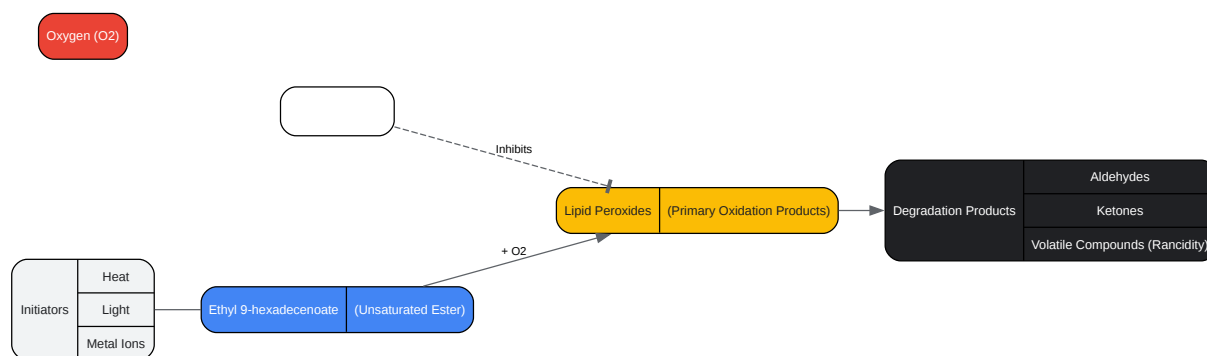 Oxygen (O2)
Inhibits
Lipid Peroxides
(Primary Oxidation Products)
Degradation Products
Aldehydes
Ketones
Volatile Compounds (Rancidity)
+ O2
Initiators
Heat
Light
Metal Ions
Ethyl 9-hexadecenoate
(Unsaturated Ester)